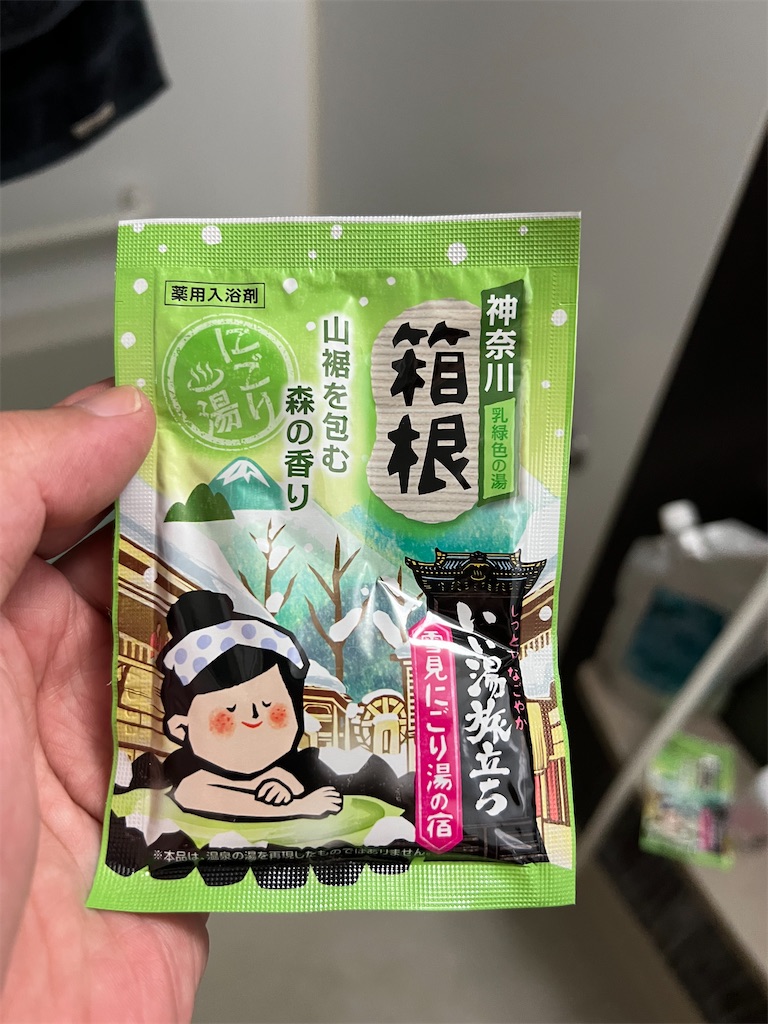 薬用入浴剤
にごり
湯
神奈川
箱根
乳緑色の湯
山裾を包む
森の香り
しっとりなごやか
いい湯旅立ち
雪見にごり湯の宿
※本品は、温泉の湯を再現したものではありません。